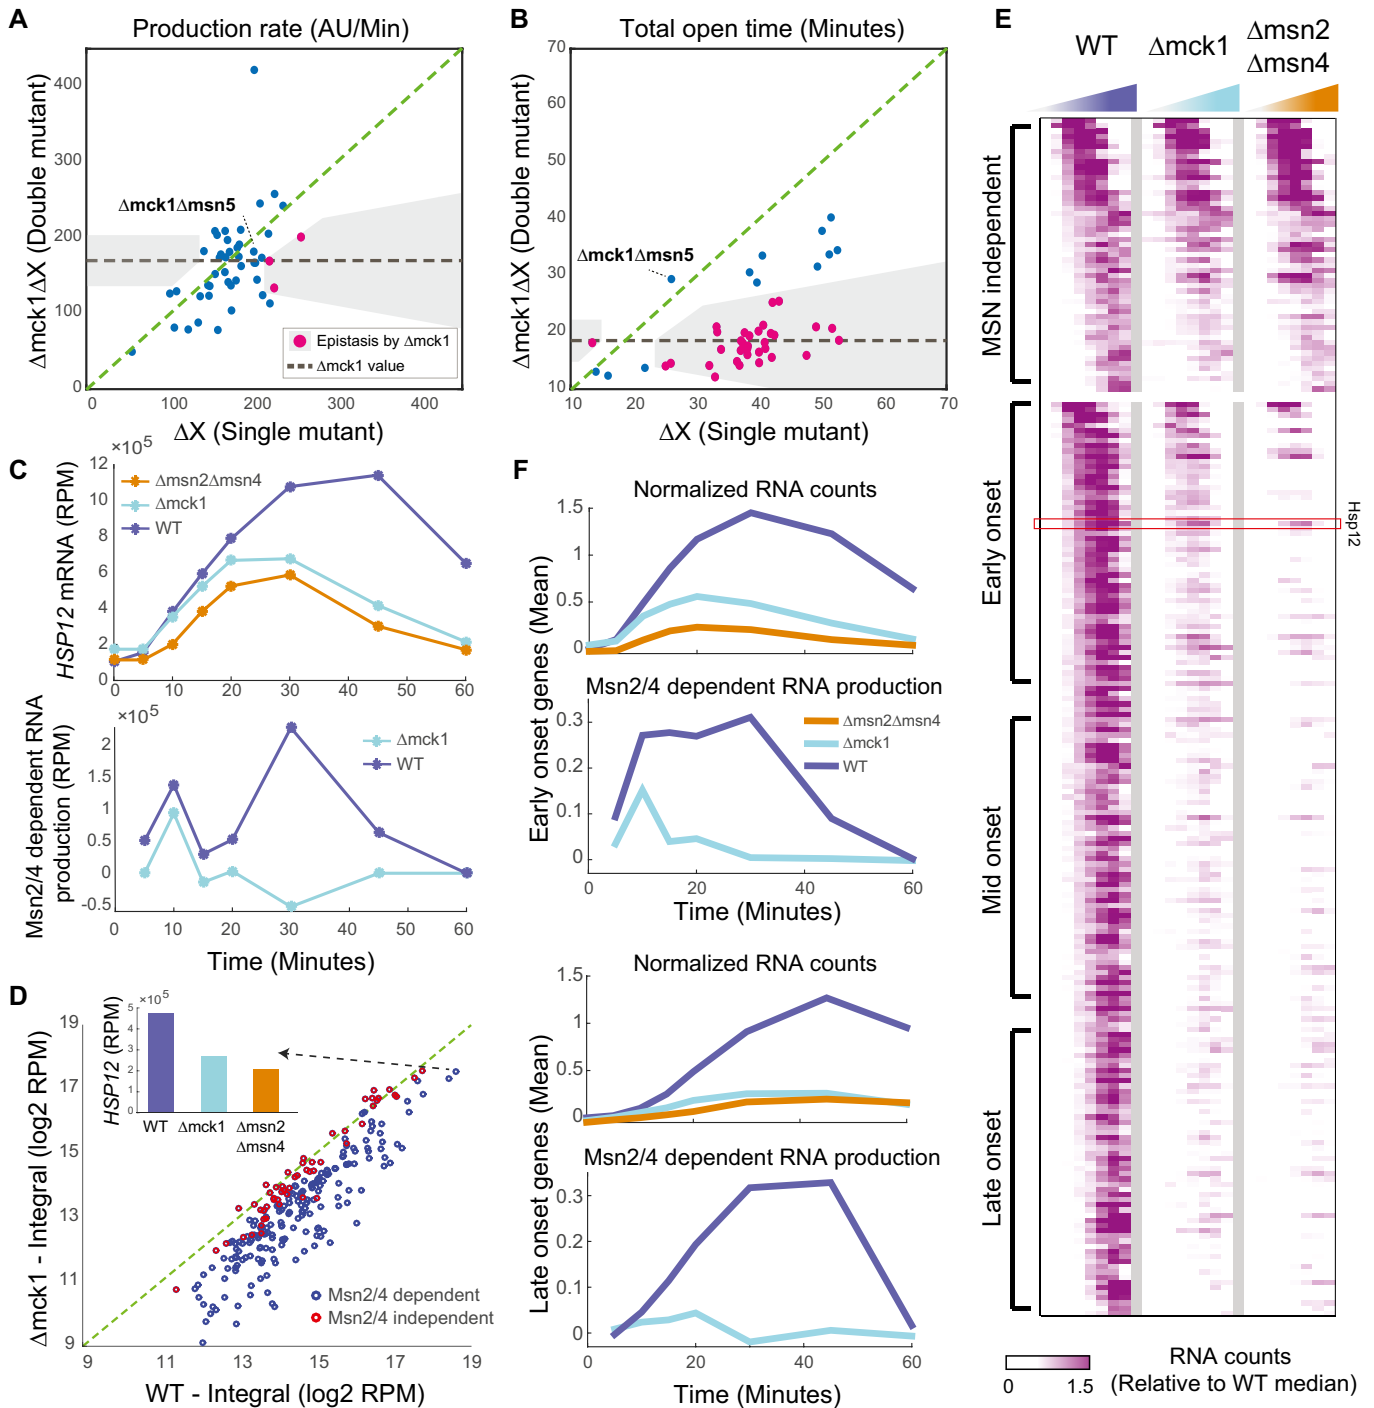 A
Production rate (AU/Min)
Δmck1ΔX (Double mutant)
400
300
200
100
0
Δmck1Δmsn5
Epistasis by Δmck1
Δmck1 value
0 100 200 300 400
ΔX (Single mutant)
B
Total open time (Minutes)
Δmck1ΔX (Double mutant)
70
60
50
40
30
20
10
Δmck1Δmsn5
10 20 30 40 50 60 70
ΔX (Single mutant)
C
×10⁵
HSP12 mRNA (RPM)
12
10
8
6
4
2
0
Δmsn2Δmsn4
Δmck1
WT
0 10 20 30 40 50 60
Msn2/4 dependent RNA
production (RPM)
×10⁵
2
1.5
1
0.5
0
-0.5
Δmck1
WT
0 10 20 30 40 50 60
Time (Minutes)
D
Δmck1 - Integral (log2 RPM)
19
17
15
13
11
9
HSP12 (RPM)
×10⁵
5
4
3
2
1
0
WT Δmck1 Δmsn2
Δmsn4
Msn2/4 dependent
Msn2/4 independent
9 11 13 15 17 19
WT - Integral (log2 RPM)
E
WT
Δmck1
Δmsn2
Δmsn4
MSN independent
Early onset
Mid onset
Late onset
Hsp12
0 1.5
RNA counts
(Relative to WT median)
F
Early onset genes (Mean)
Normalized RNA counts
1.5
1
0.5
0
Msn2/4 dependent RNA production
0.3
0.2
0.1
0
Δmsn2Δmsn4
Δmck1
WT
0 20 40 60
Time (Minutes)
Late onset genes (Mean)
Normalized RNA counts
1.5
1
0.5
0
Msn2/4 dependent RNA production
0.3
0.2
0.1
0
0 20 40 60
Time (Minutes)